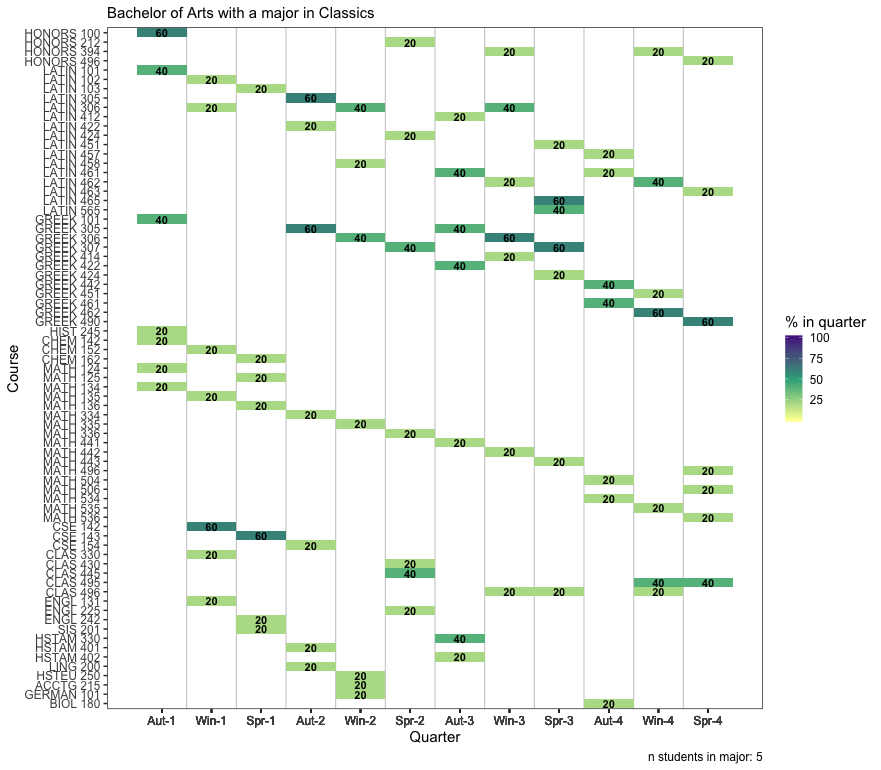 Bachelor of Arts with a major in Classics
HONORS 100 60
HONORS 212 20
HONORS 394 20 20
HONORS 496 20
LATIN 101 40
LATIN 102 20
LATIN 103 20
LATIN 305 60
LATIN 306 20 40 40
LATIN 412 20
LATIN 422 20
LATIN 424 20
LATIN 451 20
LATIN 457 20
LATIN 458 20
LATIN 461 40 20
LATIN 462 20 40
LATIN 463 20
LATIN 465 60
LATIN 565 40
GREEK 101 40
GREEK 305 60 40
GREEK 306 40 60
GREEK 307 40 60
GREEK 414 20
GREEK 422 40
GREEK 424 20
GREEK 442 40
GREEK 451 20
GREEK 461 40
GREEK 462 60
GREEK 490 60
HIST 245 20
CHEM 142 20
CHEM 152 20
CHEM 162 20
MATH 124 20
MATH 125 20
MATH 134 20
MATH 135 20
MATH 136 20
MATH 334 20
MATH 335 20
MATH 336 20
MATH 441 20
MATH 442 20
MATH 443 20
MATH 496 20
MATH 504 20
MATH 506 20
MATH 534 20
MATH 535 20
MATH 536 20
CSE 142 60
CSE 143 60
CSE 154 20
CLAS 330 20
CLAS 430 20
CLAS 445 40
CLAS 495 40 40
CLAS 496 20 20 20
ENGL 131 20
ENGL 225 20
ENGL 242 20
SIS 201 20
HSTAM 330 40
HSTAM 401 20
HSTAM 402 20
LING 200 20
HSTEU 250 20
ACCTG 215 20
GERMAN 101 20
BIOL 180 20
Aut-1 Win-1 Spr-1 Aut-2 Win-2 Spr-2 Aut-3 Win-3 Spr-3 Aut-4 Win-4 Spr-4
Quarter
Course
% in quarter
100
75
50
25
n students in major: 5